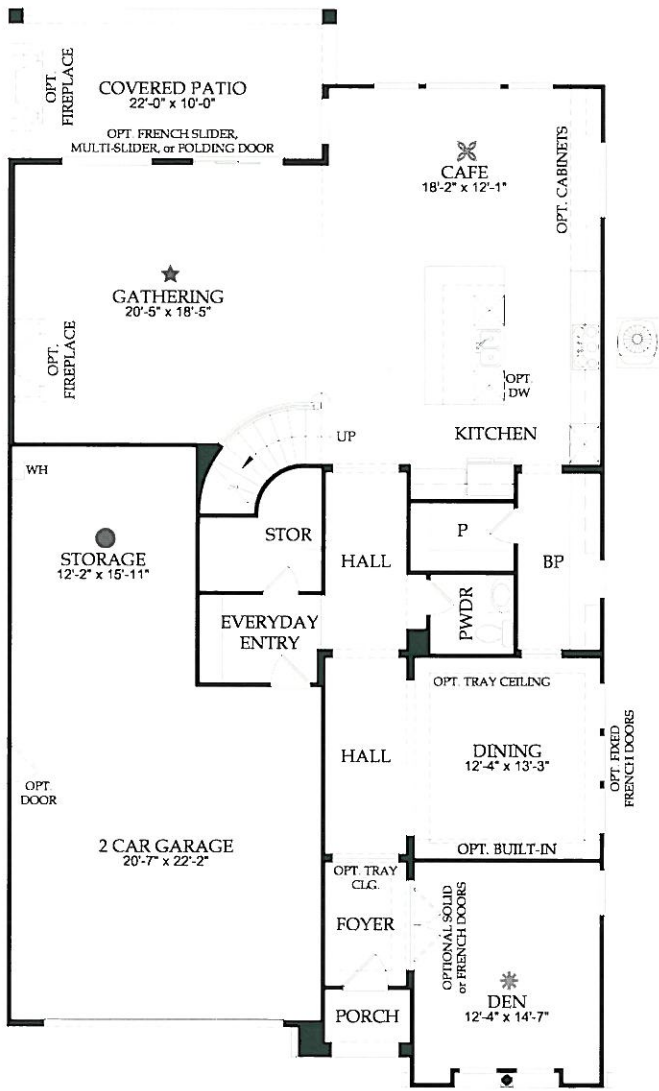 OPT.
FIREPLACE
COVERED PATIO
22'-0" x 10'-0"
OPT. FRENCH SLIDER,
MULTI-SLIDER, or FOLDING DOOR
CAFE
18'-2" x 12'-1"
OPT. CABINETS
GATHERING
20'-5" x 18'-5"
OPT.
FIREPLACE
OPT.
DW
UP
KITCHEN
WH
STORAGE
12'-2" x 15'-11"
STOR
HALL
P
BP
EVERYDAY
ENTRY
PWDR
OPT. TRAY CEILING
HALL
DINING
12'-4" x 13'-3"
OPT. FIXED
FRENCH DOORS
OPT.
DOOR
2 CAR GARAGE
20'-7" x 22'-2"
OPT. BUILT-IN
OPT. TRAY
CLG.
FOYER
OPTIONAL SOLID
or FRENCH DOORS
DEN
12'-4" x 14'-7"
PORCH